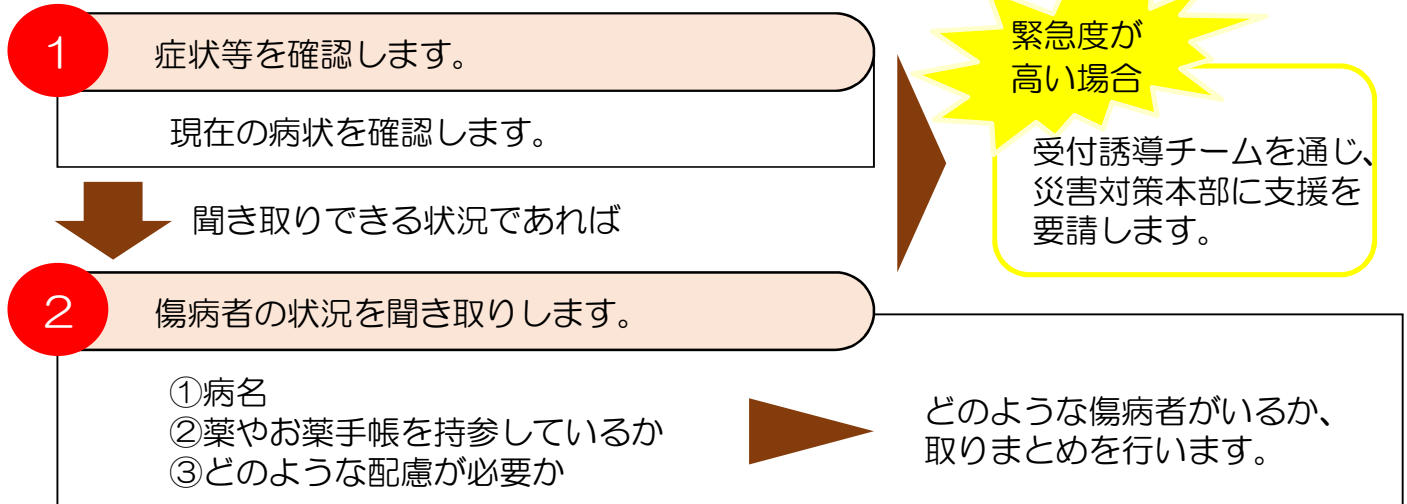 1
症状等を確認します。
現在の病状を確認します。
緊急度が
高い場合
受付誘導チームを通じ、
災害対策本部に支援を
要請します。
聞き取りできる状況であれば
2
傷病者の状況を聞き取りします。
①病名
②薬やお薬手帳を持参しているか
③どのような配慮が必要か
どのような傷病者がいるか、
取りまとめを行います。